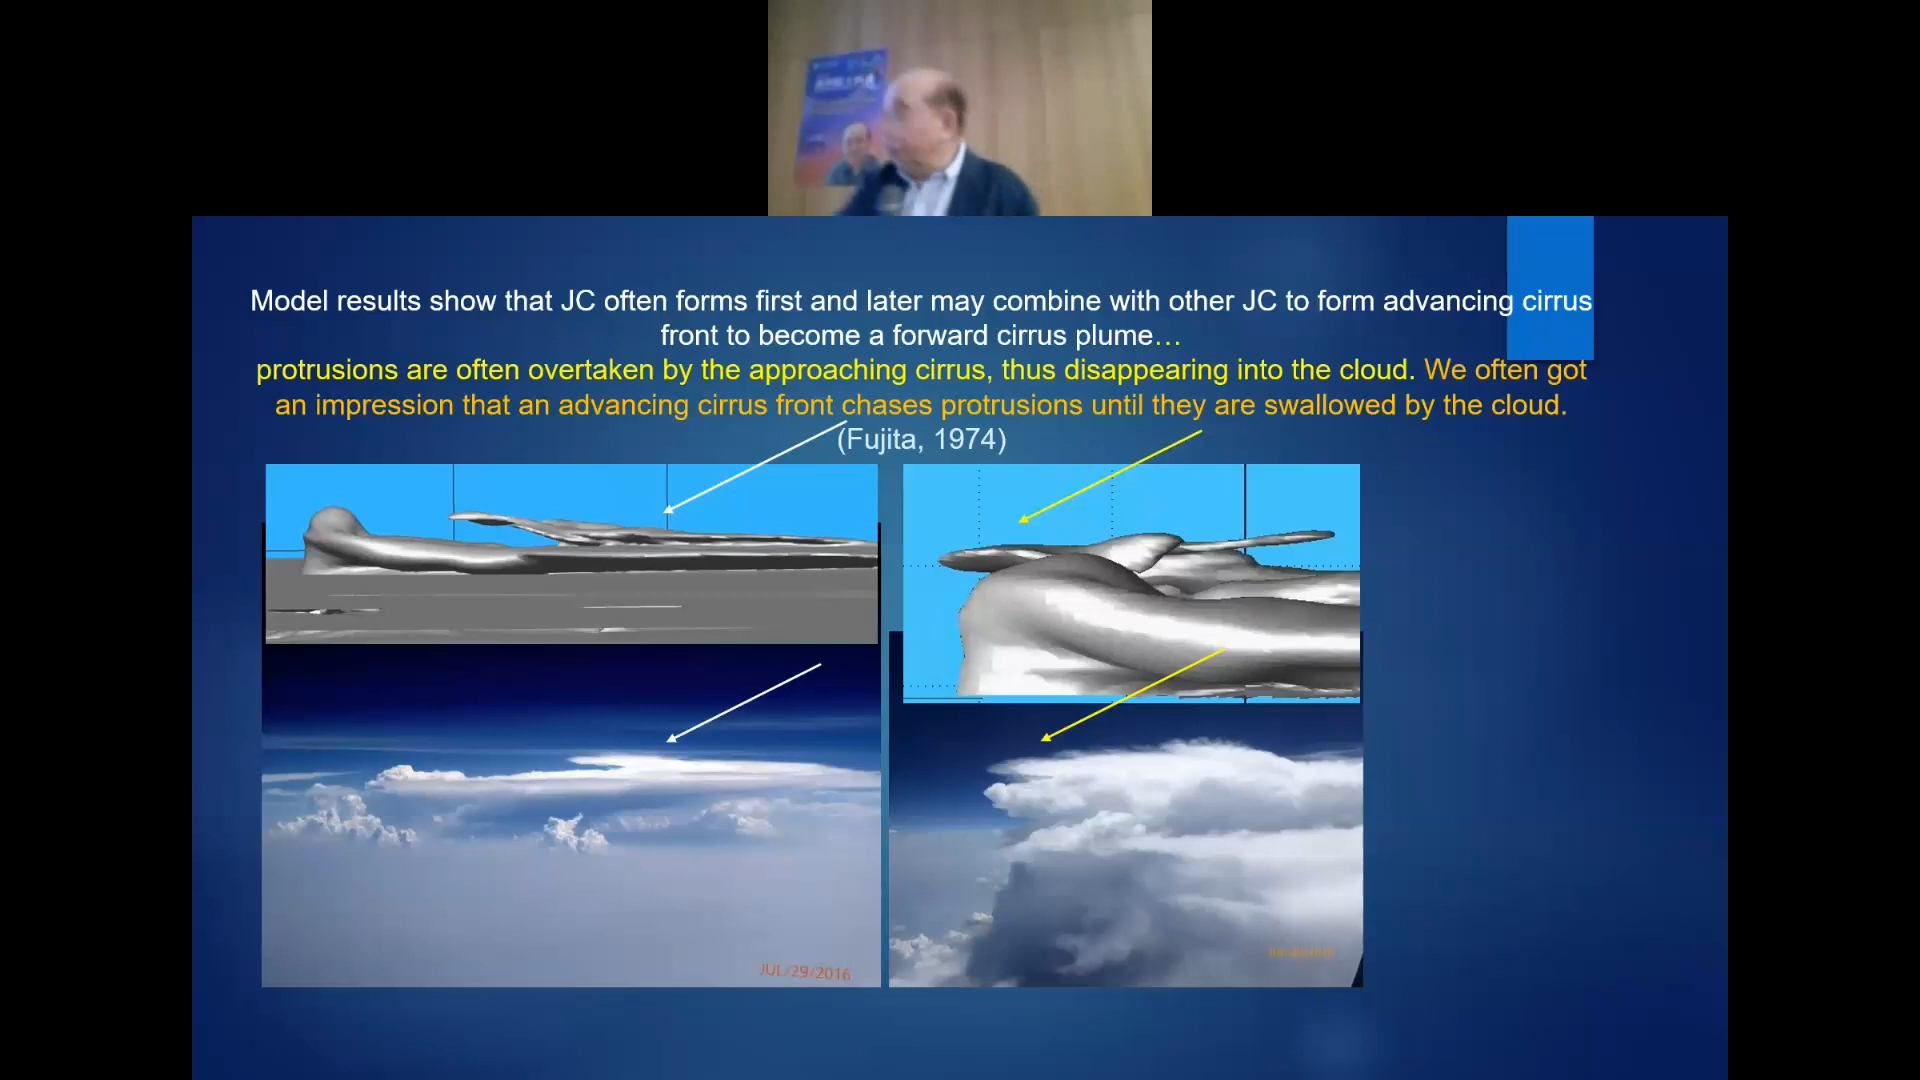 Model results show that JC often forms first and later may combine with other JC to form advancing cirrus
front to become a forward cirrus plume…
protrusions are often overtaken by the approaching cirrus, thus disappearing into the cloud. We often got
an impression that an advancing cirrus front chases protrusions until they are swallowed by the cloud.
(Fujita, 1974)
JUL/29/2016